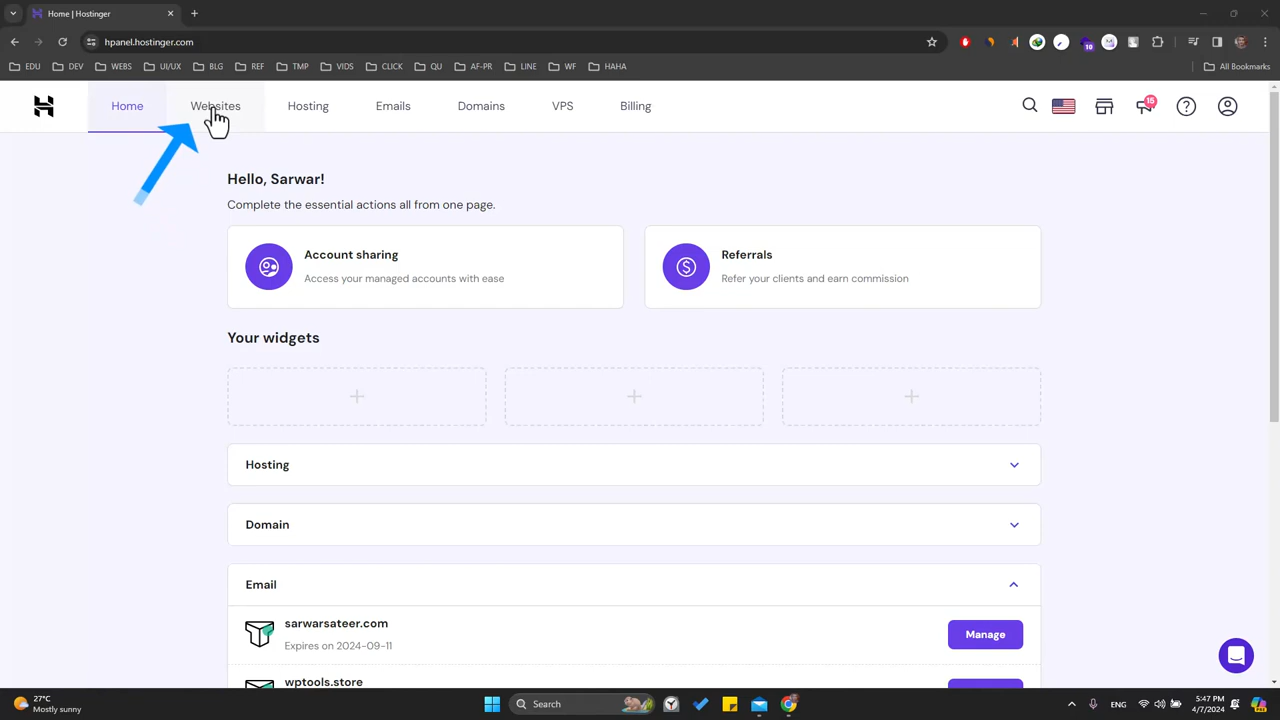 Home | Hostinger
hpanel.hostinger.com
EDU DEV WEBS UI/UX BLG REF TMP VIDS CLICK QU AF-PR LINE WF HAHA All Bookmarks
10
Home Websites Hosting Emails Domains VPS Billing 15
Hello, Sarwar!
Complete the essential actions all from one page.
Account sharing
Access your managed accounts with ease
Referrals
Refer your clients and earn commission
Your widgets
Hosting
Domain
Email
sarwarsateer.com
Expires on 2024-09-11
Manage
wptools.store
27°C
Mostly sunny
Search
ENG
5:47 PM
4/7/2024